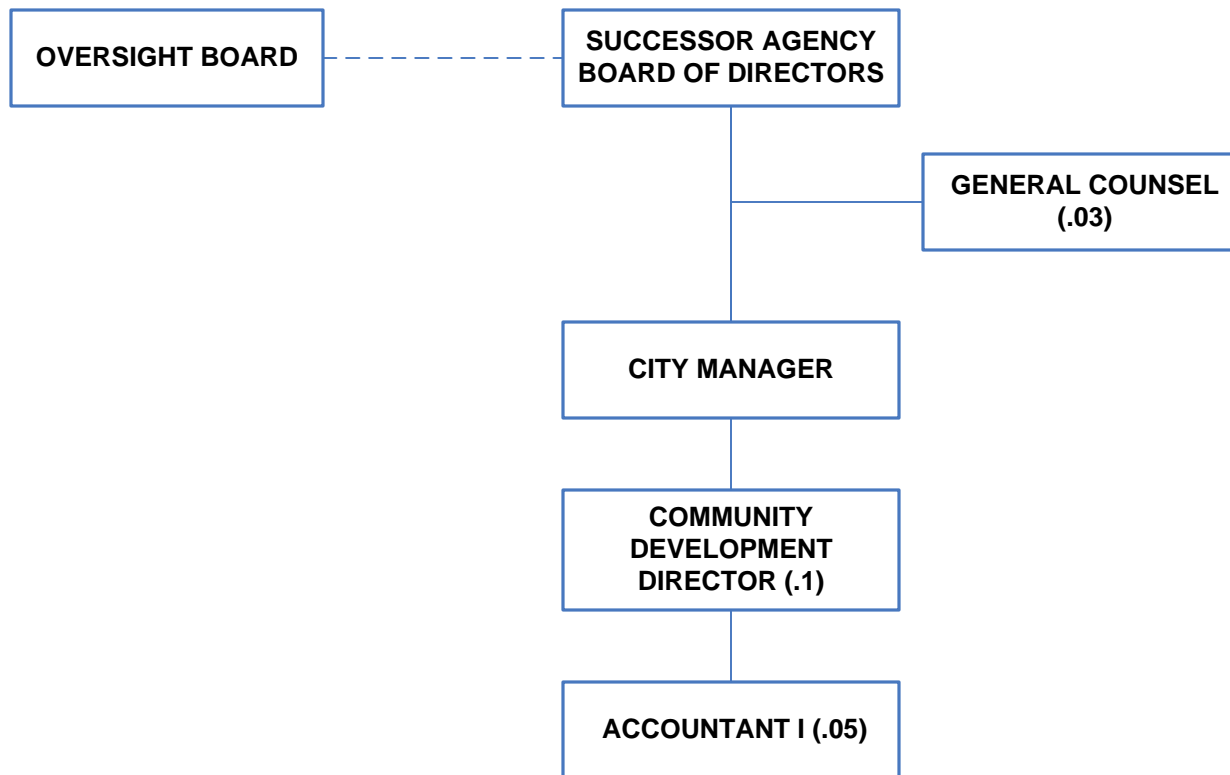 OVERSIGHT BOARD
SUCCESSOR AGENCY
BOARD OF DIRECTORS
GENERAL COUNSEL
(.03)
CITY MANAGER
COMMUNITY
DEVELOPMENT
DIRECTOR (.1)
ACCOUNTANT I (.05)